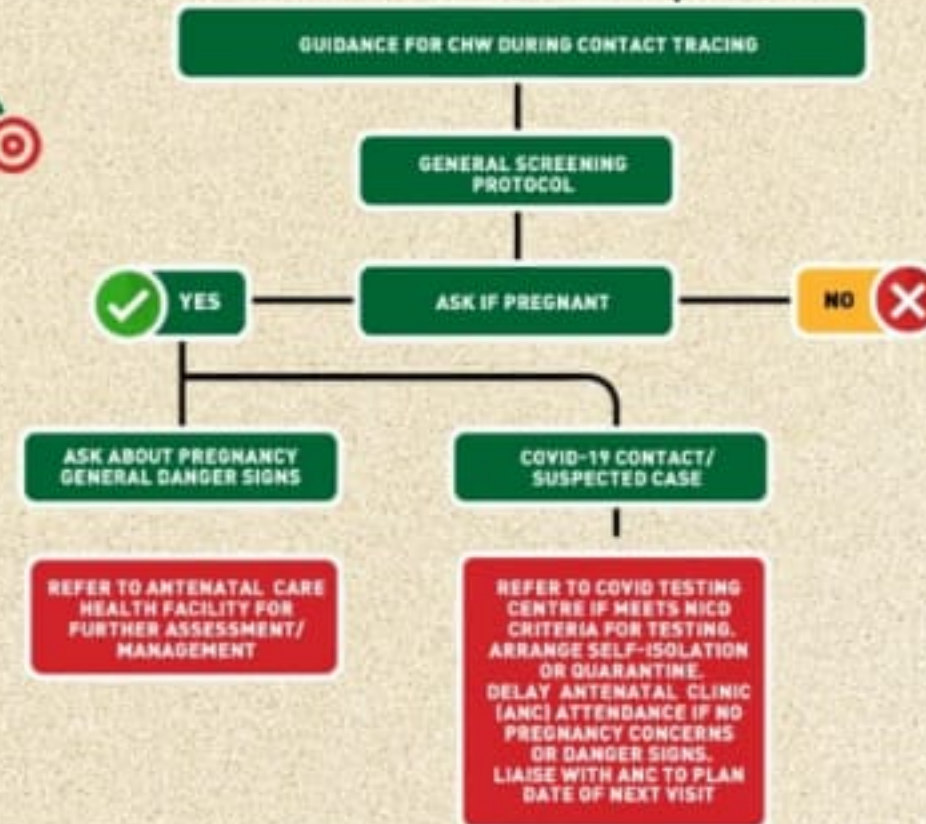 GUIDANCE FOR CHW DURING CONTACT TRACING
GENERAL SCREENING
PROTOCOL
YES
ASK IF PREGNANT
NO
ASK ABOUT PREGNANCY
GENERAL DANGER SIGNS
COVID-19 CONTACT/
SUSPECTED CASE
REFER TO ANTENATAL CARE
HEALTH FACILITY FOR
FURTHER ASSESSMENT/
MANAGEMENT
REFER TO COVID TESTING
CENTRE IF MEETS NICD
CRITERIA FOR TESTING.
ARRANGE SELF-ISOLATION
OR QUARANTINE.
DELAY ANTENATAL CLINIC
(ANC) ATTENDANCE IF NO
PREGNANCY CONCERNS
OR DANGER SIGNS.
LIAISE WITH ANC TO PLAN
DATE OF NEXT VISIT